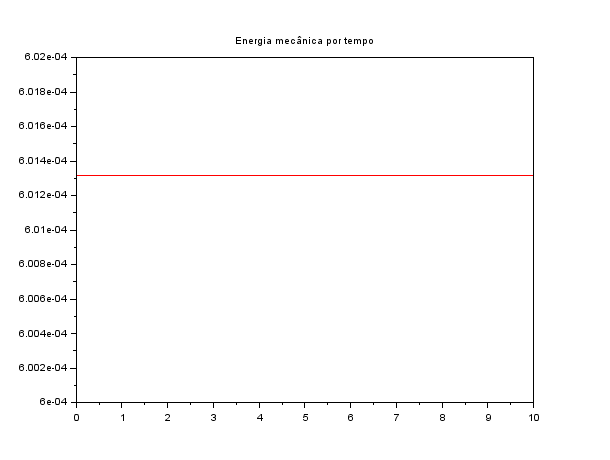 Energia mecânica por tempo
6.02e-04
6.018e-04
6.016e-04
6.014e-04
6.012e-04
6.01e-04
6.008e-04
6.006e-04
6.004e-04
6.002e-04
6e-04
0 1 2 3 4 5 6 7 8 9 10